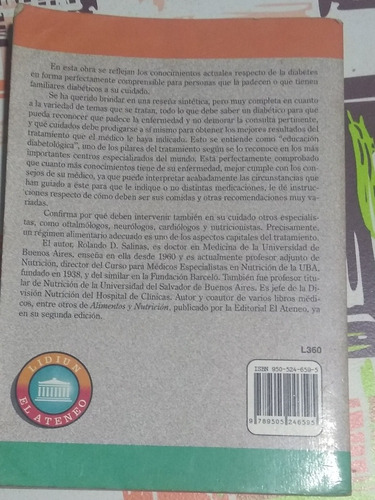 En esta obra se reflejan los conocimientos actuales respecto de la diabetes
en forma perfectamente comprensible para personas que la padecen o que tienen
familiares diabéticos a su cuidado.
Se ha querido brindar en una reseña sintética, pero muy completa en cuanto
a la variedad de temas que se tratan, todo lo que debe saber un diabético para que
pueda reconocer que padece la enfermedad y no demorar la consulta pertinente,
y qué cuidados debe prodigarse a sí mismo para obtener los mejores resultados del
tratamiento que el médico le haya indicado. Esto se entiende como "educación
diabetológica", uno de los pilares del tratamiento según se lo reconoce en los más
importantes centros especializados del mundo. Está perfectamente comprobado
que cuanto más conocimientos tiene de su enfermedad, mejor cumple con los con-
sejos de su médico, ya que puede interpretar acabadamente las circunstancias que
han guiado a éste para que le indique o no distintas medicaciones, le dé instruc-
ciones respecto de cómo deben ser sus comidas y otras recomendaciones muy va-
riadas.
Confirma por qué deben intervenir también en su cuidado otros especialis-
tas, como oftalmólogos, neurólogos, cardiólogos y nutricionistas. Precisamente,
un régimen alimentario adecuado es uno de los aspectos capitales del tratamiento.
El autor, Rolando D. Salinas, es doctor en Medicina de la Universidad de
Buenos Aires, enseña en ella desde 1960 y es actualmente profesor adjunto de
Nutrición, director del Curso para Médicos Especialistas en Nutrición de la UBA,
fundado en 1938, y del similar en la Fundación Barceló. También fue profesor titu-
lar de Nutrición de la Universidad del Salvador de Buenos Aires. Es jefe de la Di-
visión Nutrición del Hospital de Clínicas. Autor y coautor de varios libros médi-
cos, entre otros de Alimentos y Nutrición, publicado por la Editorial El Ateneo, ya
en su segunda edición.
L360
ISBN 950-524-659-5
9 789505 246595
LIDIUN
EL ATENEO